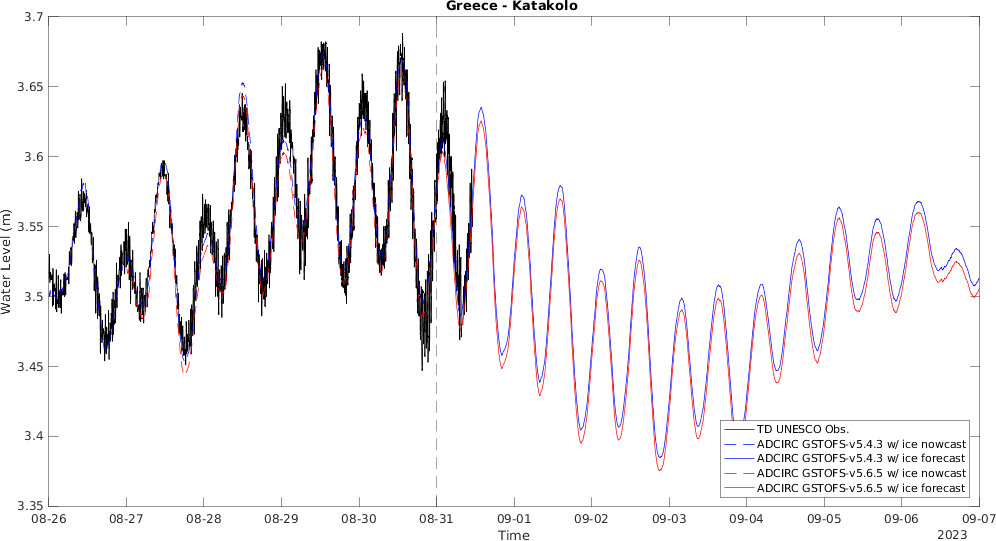 Greece - Katakolo
3.7
3.65
3.6
3.55
3.5
3.45
3.4
3.35
Water Level (m)
TD UNESCO Obs.
ADCIRC GSTOFS-v5.4.3 w/ ice nowcast
ADCIRC GSTOFS-v5.4.3 w/ ice forecast
ADCIRC GSTOFS-v5.6.5 w/ ice nowcast
ADCIRC GSTOFS-v5.6.5 w/ ice forecast
08-26 08-27 08-28 08-29 08-30 08-31 09-01 09-02 09-03 09-04 09-05 09-06 09-07
Time
2023